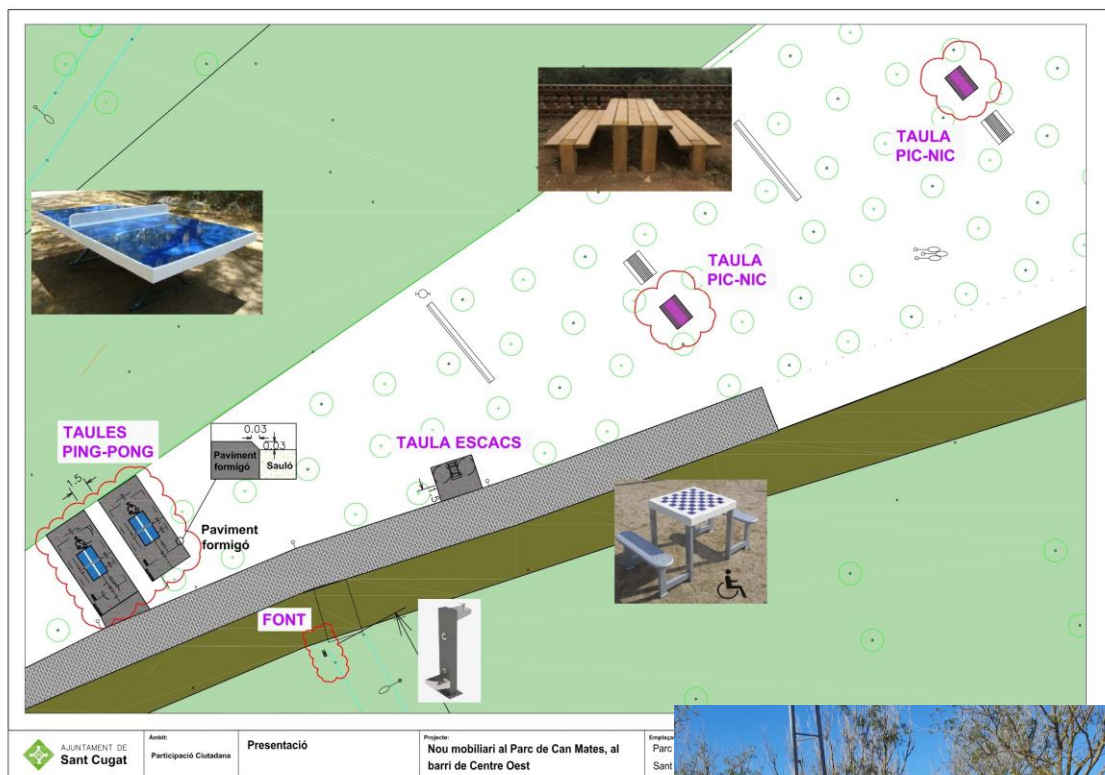 TAULA
PIC-NIC
TAULA
PIC-NIC
TAULES
PING-PONG
1.5
0.03
0.03
Paviment
formigó
Sauló
TAULA ESCACS
Paviment
formigó
FONT
AJUNTAMENT DE
Sant Cugat
Àmbit:
Participació Ciutadana
Presentació
Projecte:
Nou mobiliari al Parc de Can Mates, al
barri de Centre Oest
Parc
Sant